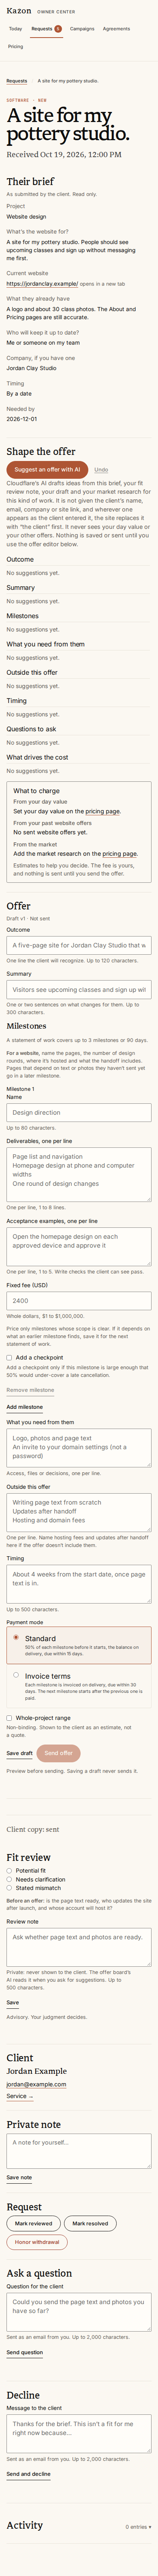 Kazon OWNER CENTER
Today Requests 5 Campaigns Agreements
Pricing
Requests A site for my pottery studio.
SOFTWARE · WEB
A site for my
pottery studio.
Received Oct 19, 2026, 12:00 PM
Their brief
As submitted by the client. Read only.
Project
Website design
What's the website for?
A site for my pottery studio. People should see
upcoming classes and sign up without messaging
me first.
Current website
https://jordanclay.example/ opens in a new tab
What they already have
A logo and about 30 class photos. The About and
Pricing pages are still accurate.
Who will keep it up to date?
Me or someone on my team
Company, if you have one
Jordan Clay Studio
Timing
By a date
Needed by
2026-12-01
Shape the offer
Suggest an offer with AI Undo
Cloudflare's AI drafts ideas from this brief, your fit
review note, your draft and your market research for
this kind of work. It is not given the client's name,
email, company or site link, and wherever one
appears as the client entered it, the site replaces it
with "the client" first. It never sees your day value or
your other offers. Nothing is saved or sent until you
use the offer editor below.
Outcome
No suggestions yet.
Summary
No suggestions yet.
Milestones
No suggestions yet.
What you need from them
No suggestions yet.
Outside this offer
No suggestions yet.
Timing
No suggestions yet.
Questions to ask
No suggestions yet.
What drives the cost
No suggestions yet.
What to charge
From your day value
Set your day value on the pricing page.
From your past website offers
No sent website offers yet.
From the market
Add the market research on the pricing page.
Estimates to help you decide. The fee is yours,
and nothing is sent until you send the offer.
Offer
Draft v1 · Not sent
Outcome
A five-page site for Jordan Clay Studio that w
One line the client will recognize. Up to 120 characters.
Summary
Visitors see upcoming classes and sign up wit
One or two sentences on what changes for them. Up to
300 characters.
Milestones
A statement of work covers up to 3 milestones or 90 days.
For a website, name the pages, the number of design
rounds, where it's hosted and what the handoff includes.
Pages that depend on text or photos they haven't sent yet
go in a later milestone.
Milestone 1
Name
Design direction
Up to 80 characters.
Deliverables, one per line
Page list and navigation
Homepage design at phone and computer
widths
One round of design changes
One per line, 1 to 8 lines.
Acceptance examples, one per line
Open the homepage design on each
approved device and approve it
One per line, 1 to 5. Write checks the client can see pass.
Fixed fee (USD)
2400
Whole dollars, $1 to $1,000,000.
Price only milestones whose scope is clear. If it depends on
what an earlier milestone finds, save it for the next
statement of work.
Add a checkpoint
Add a checkpoint only if this milestone is large enough that
50% would under-cover a late cancellation.
Remove milestone
Add milestone
What you need from them
Logo, photos and page text
An invite to your domain settings (not a
password)
Access, files or decisions, one per line.
Outside this offer
Writing page text from scratch
Updates after handoff
Hosting and domain fees
One per line. Name hosting fees and updates after handoff
here if the offer doesn't include them.
Timing
About 4 weeks from the start date, once page
text is in.
Up to 500 characters.
Payment mode
Standard
50% of each milestone before it starts, the balance on
delivery, due within 15 days.
Invoice terms
Each milestone is invoiced on delivery, due within 30
days. The next milestone starts after the previous one is
paid.
Whole-project range
Non-binding. Shown to the client as an estimate, not
a quote.
Save draft Send offer
Preview before sending. Saving a draft never sends it.
Client copy: sent
Fit review
Potential fit
Needs clarification
Stated mismatch
Before an offer: is the page text ready, who updates the site
after launch, and whose account will host it?
Review note
Ask whether page text and photos are ready.
Private: never shown to the client. The offer board's
AI reads it when you ask for suggestions. Up to
500 characters.
Save
Advisory. Your judgment decides.
Client
Jordan Example
jordan@example.com
Service →
Private note
A note for yourself...
Save note
Request
Mark reviewed Mark resolved
Honor withdrawal
Ask a question
Question for the client
Could you send the page text and photos you
have so far?
Sent as an email from you. Up to 2,000 characters.
Send question
Decline
Message to the client
Thanks for the brief. This isn't a fit for me
right now because...
Sent as an email from you. Up to 2,000 characters.
Send and decline
Activity 0 entries ▾